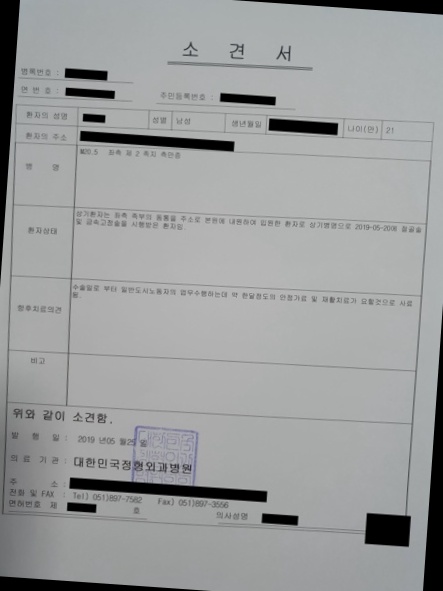 소 견 서
병록번호 :
연 번 호 :
주민등록번호 :
환자의 성명
성별 남성
생년월일
나이(만) 21
환자의 주소
병 명
M20.5 좌측 제 2 족지
환자상태
상기환자는 좌측 족부의 동통을 주소로 본원에 내원하여 입원한 환자로 상기병명으로 2019-05-20에 절골술
및 금속고정술을 시행받은 환자임.
향후치료의견
수술일로 부터 일반도시노동자의 업무수행하는데 약 한달정도의 안정가료 및 재활치료가 요할것으로 사료
됨.
비고
위와 같이 소견함.
발 행 일 : 2019 년05 월25 일
의 료 기 관 : 대한민국정형외과병원
주 소 :
전화 및 FAX : Tel) 051)897-7582 Fax) 051)897-3656
면허번호 제 호
의사성명